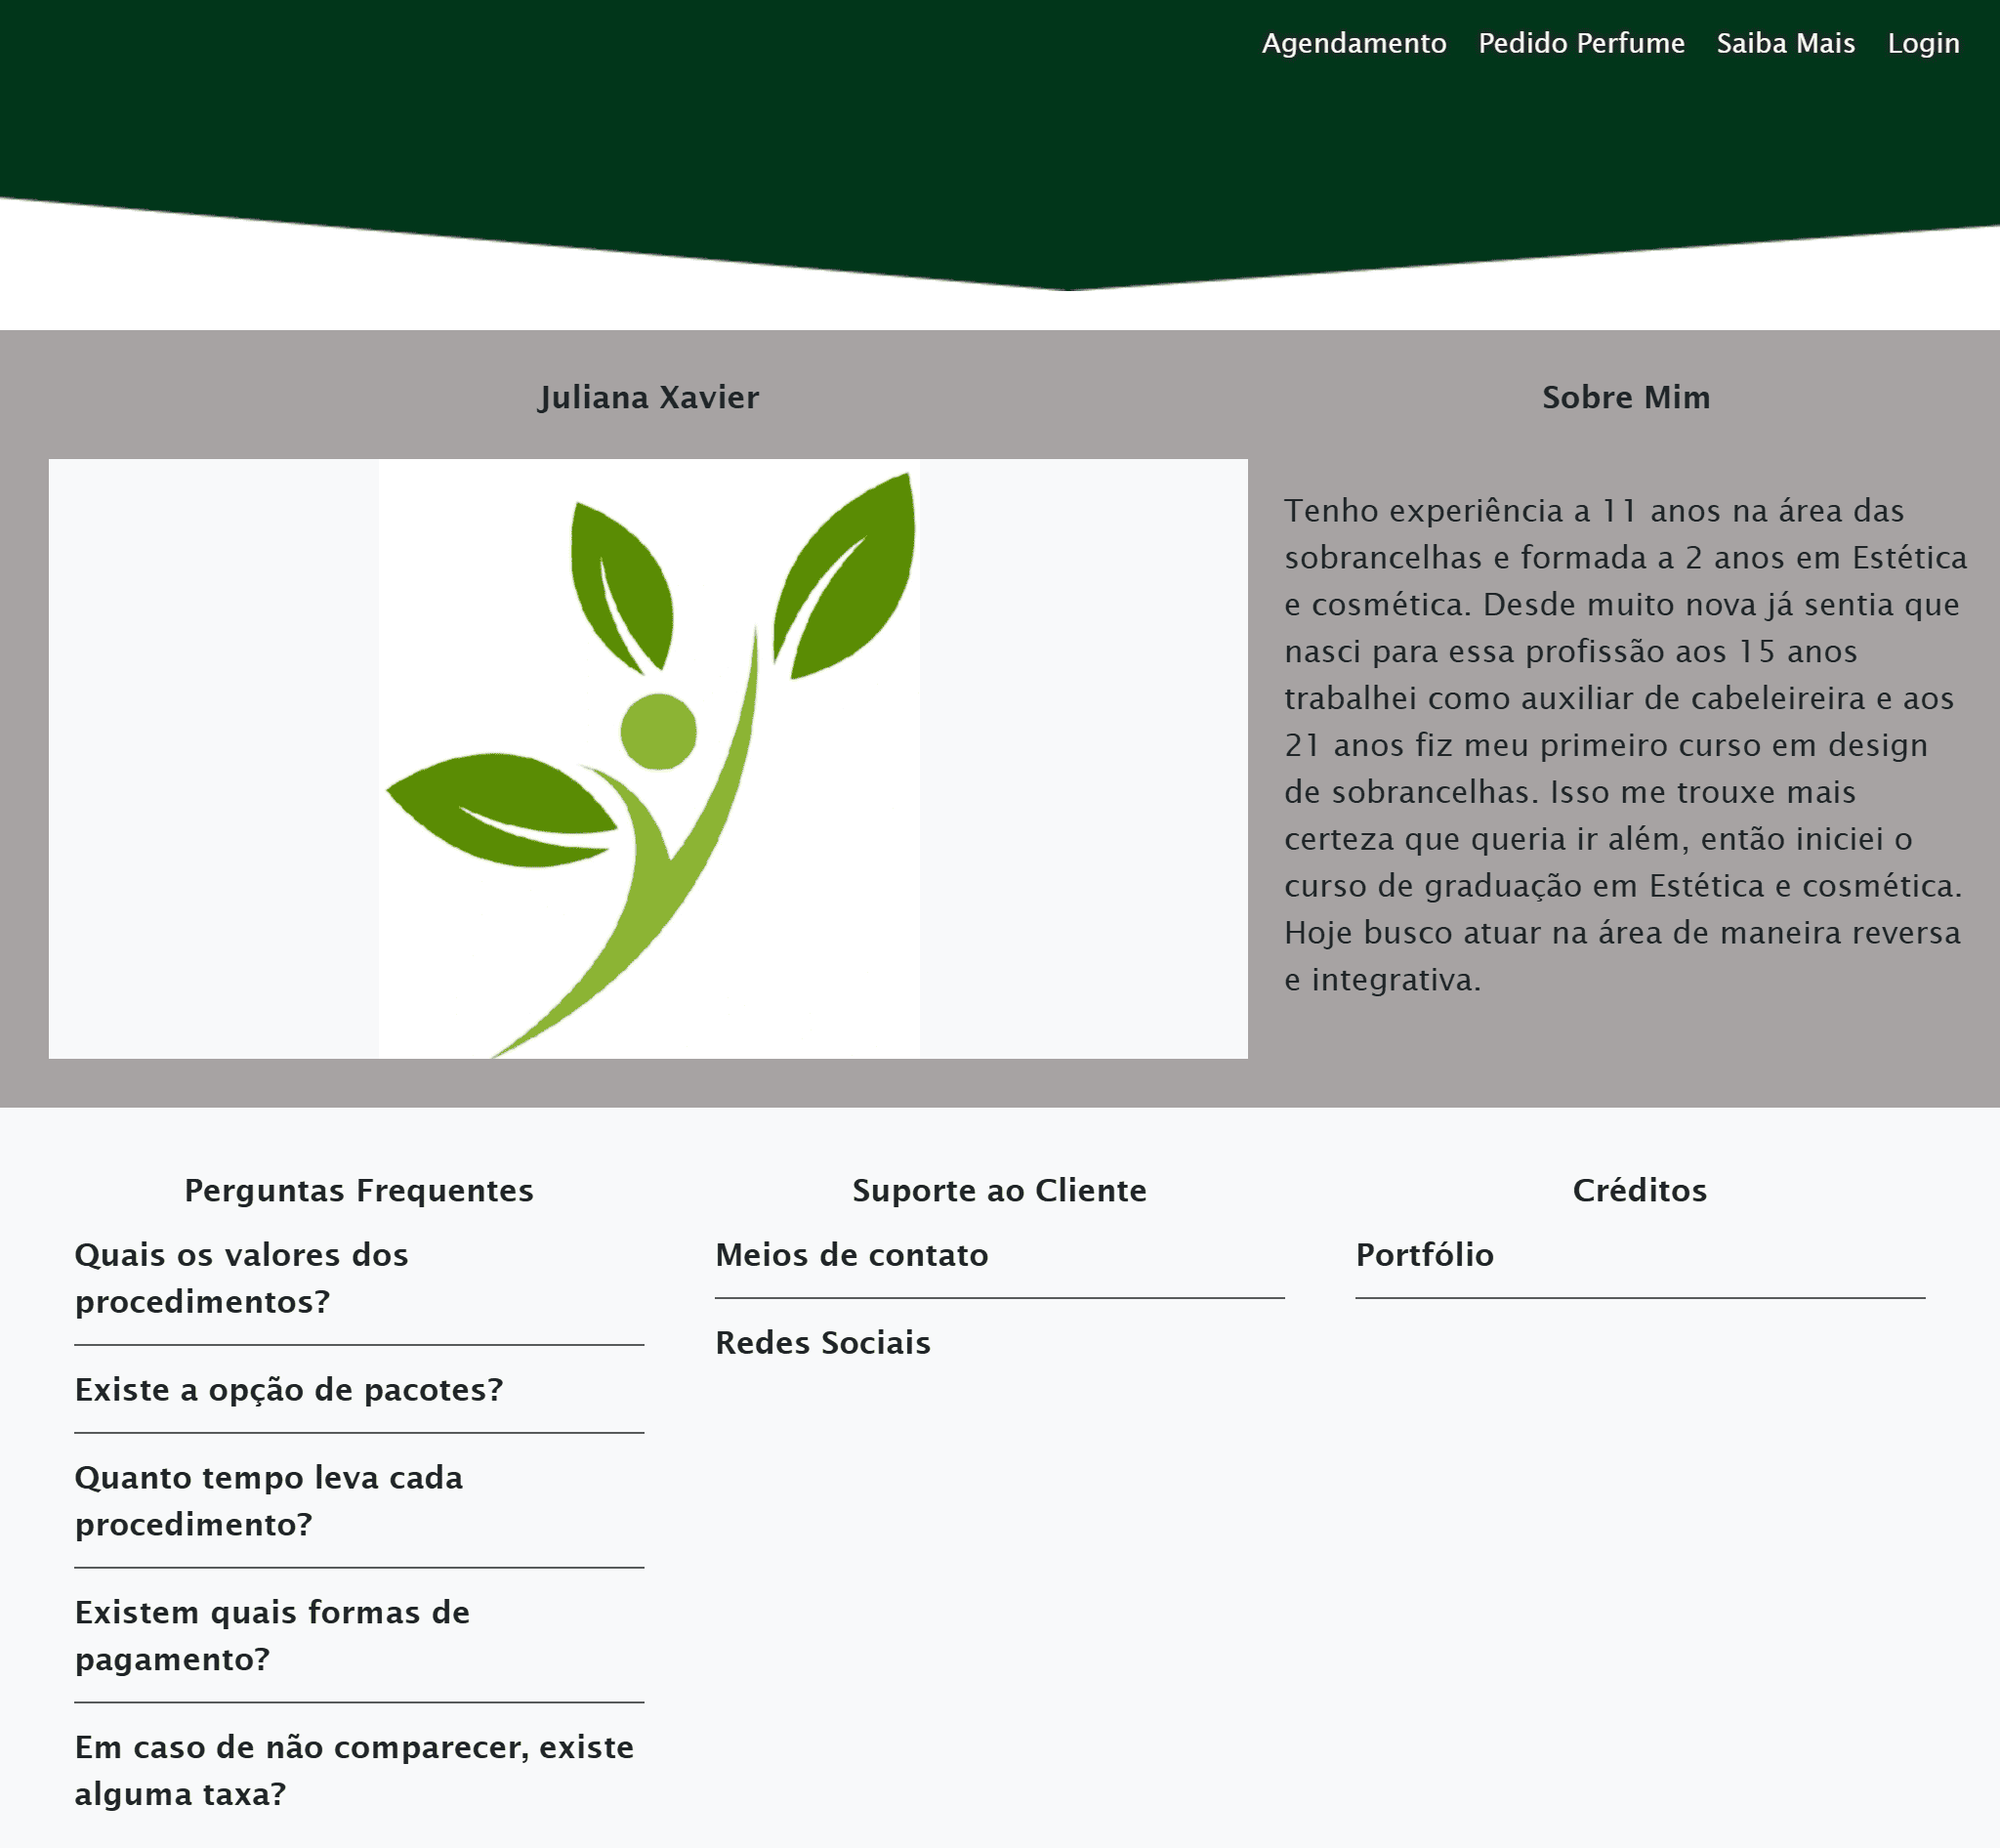 Agendamento Pedido Perfume Saiba Mais Login
Juliana Xavier
Sobre Mim
Tenho experiência a 11 anos na área das
sobrancelhas e formada a 2 anos em Estética
e cosmética. Desde muito nova já sentia que
nasci para essa profissão aos 15 anos
trabalhei como auxiliar de cabeleireira e aos
21 anos fiz meu primeiro curso em design
de sobrancelhas. Isso me trouxe mais
certeza que queria ir além, então iniciei o
curso de graduação em Estética e cosmética.
Hoje busco atuar na área de maneira reversa
e integrativa.
Perguntas Frequentes
Quais os valores dos
procedimentos?
Existe a opção de pacotes?
Quanto tempo leva cada
procedimento?
Existem quais formas de
pagamento?
Em caso de não comparecer, existe
alguma taxa?
Suporte ao Cliente
Meios de contato
Redes Sociais
Créditos
Portfólio